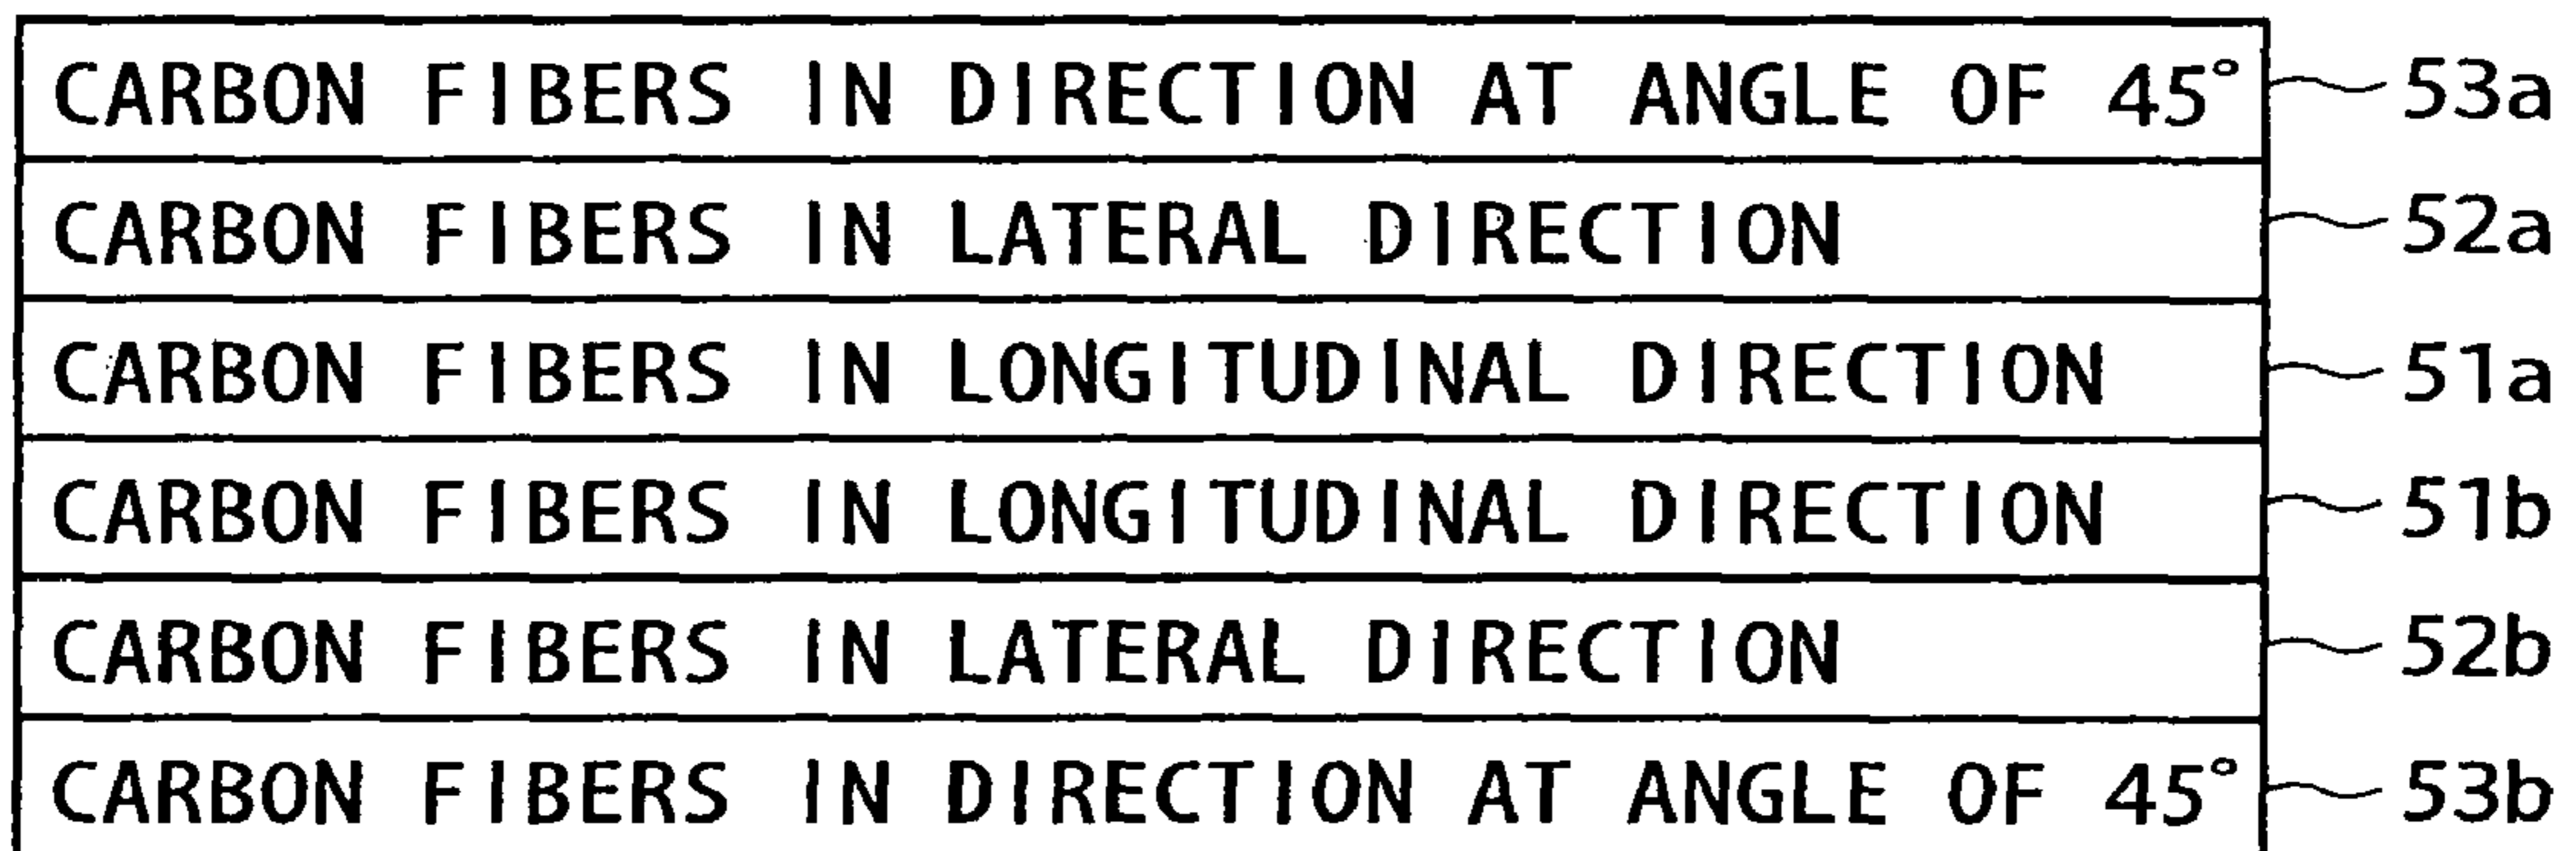 CARBON FIBERS IN DIRECTION AT ANGLE OF 45° 53a
CARBON FIBERS IN LATERAL DIRECTION 52a
CARBON FIBERS IN LONGITUDINAL DIRECTION 51a
CARBON FIBERS IN LONGITUDINAL DIRECTION 51b
CARBON FIBERS IN LATERAL DIRECTION 52b
CARBON FIBERS IN DIRECTION AT ANGLE OF 45° 53b